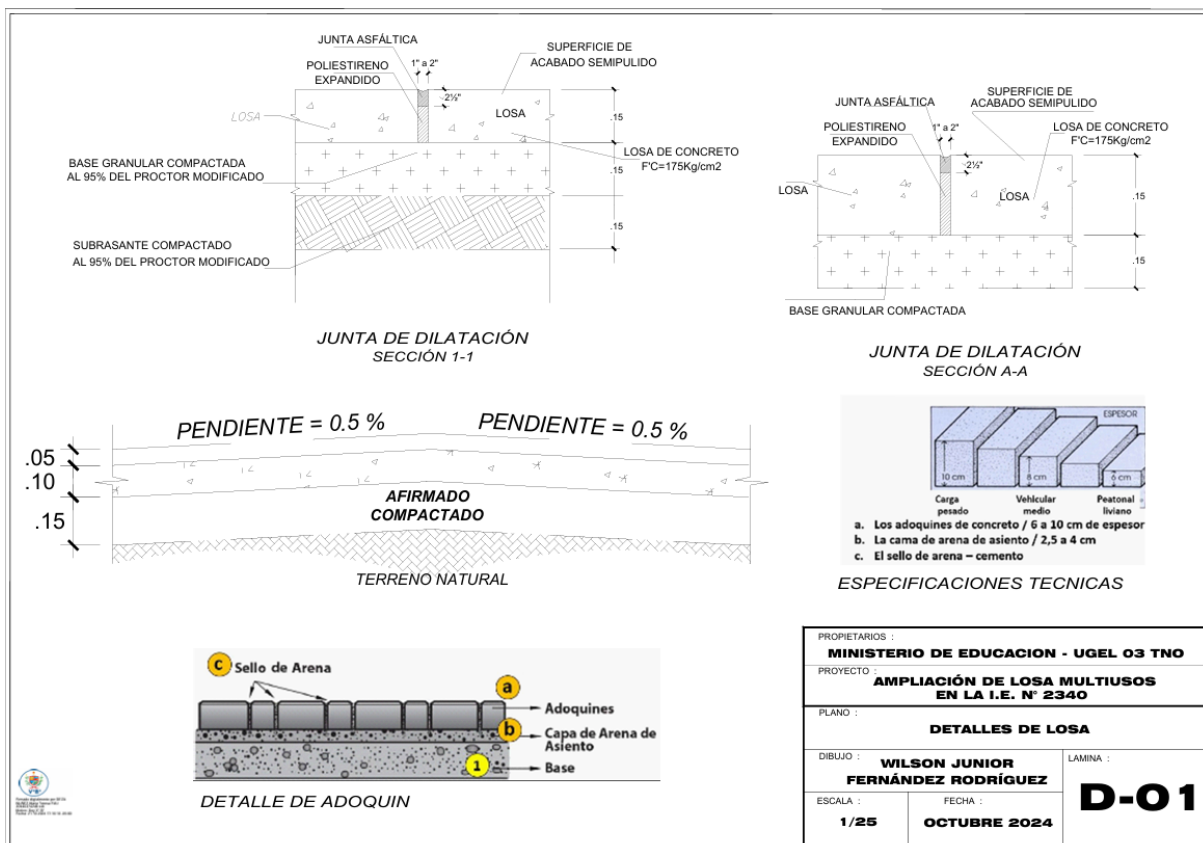 JUNTA ASFÁLTICA
1" a 2"
SUPERFICIE DE
ACABADO SEMIPULIDO
POLIESTIRENO
EXPANDIDO
2½"
LOSA
LOSA
.15
BASE GRANULAR COMPACTADA
AL 95% DEL PROCTOR MODIFICADO
LOSA DE CONCRETO
F'C=175Kg/cm2
.15
.15
SUBRASANTE COMPACTADO
AL 95% DEL PROCTOR MODIFICADO
JUNTA DE DILATACIÓN
SECCIÓN 1-1
JUNTA ASFÁLTICA
SUPERFICIE DE
ACABADO SEMIPULIDO
POLIESTIRENO
EXPANDIDO
1" a 2"
LOSA DE CONCRETO
F'C=175Kg/cm2
2½"
LOSA
LOSA
.15
.15
BASE GRANULAR COMPACTADA
JUNTA DE DILATACIÓN
SECCIÓN A-A
PENDIENTE = 0.5 %
PENDIENTE = 0.5 %
.05
.10
.15
AFIRMADO
COMPACTADO
TERRENO NATURAL
ESPESOR
10 cm
8 cm
6 cm
Carga
pesado
Vehicular
medio
Peatonal
liviano
a. Los adoquines de concreto / 6 a 10 cm de espesor
b. La cama de arena de asiento / 2,5 a 4 cm
c. El sello de arena – cemento
ESPECIFICACIONES TECNICAS
c Sello de Arena
a
Adoquines
b
Capa de Arena de
Asiento
1
Base
DETALLE DE ADOQUIN
PROPIETARIOS :
MINISTERIO DE EDUCACION - UGEL 03 TNO
PROYECTO :
AMPLIACIÓN DE LOSA MULTIUSOS
EN LA I.E. N° 2340
PLANO :
DETALLES DE LOSA
DIBUJO :
WILSON JUNIOR
FERNÁNDEZ RODRÍGUEZ
LAMINA :
D-01
ESCALA :
1/25
FECHA :
OCTUBRE 2024